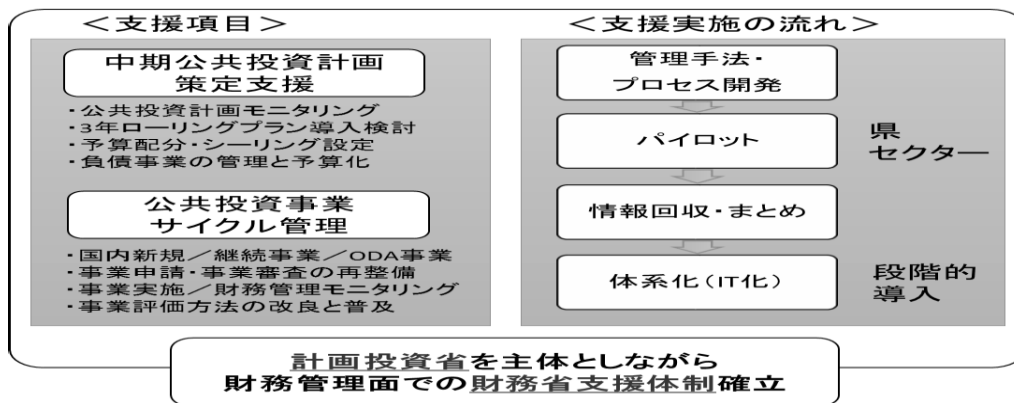 ＜支援項目＞
中期公共投資計画
策定支援
・公共投資計画モニタリング
・3年ローリングプラン導入検討
・予算配分・シーリング設定
・負債事業の管理と予算化
公共投資事業
サイクル管理
・国内新規／継続事業／ODA事業
・事業申請・事業審査の再整備
・事業実施／財務管理モニタリング
・事業評価方法の改良と普及
＜支援実施の流れ＞
管理手法・
プロセス開発
パイロット
県
セクター
情報回収・まとめ
体系化（IT化）
段階的
導入
計画投資省を主体としながら
財務管理面での財務省支援体制確立